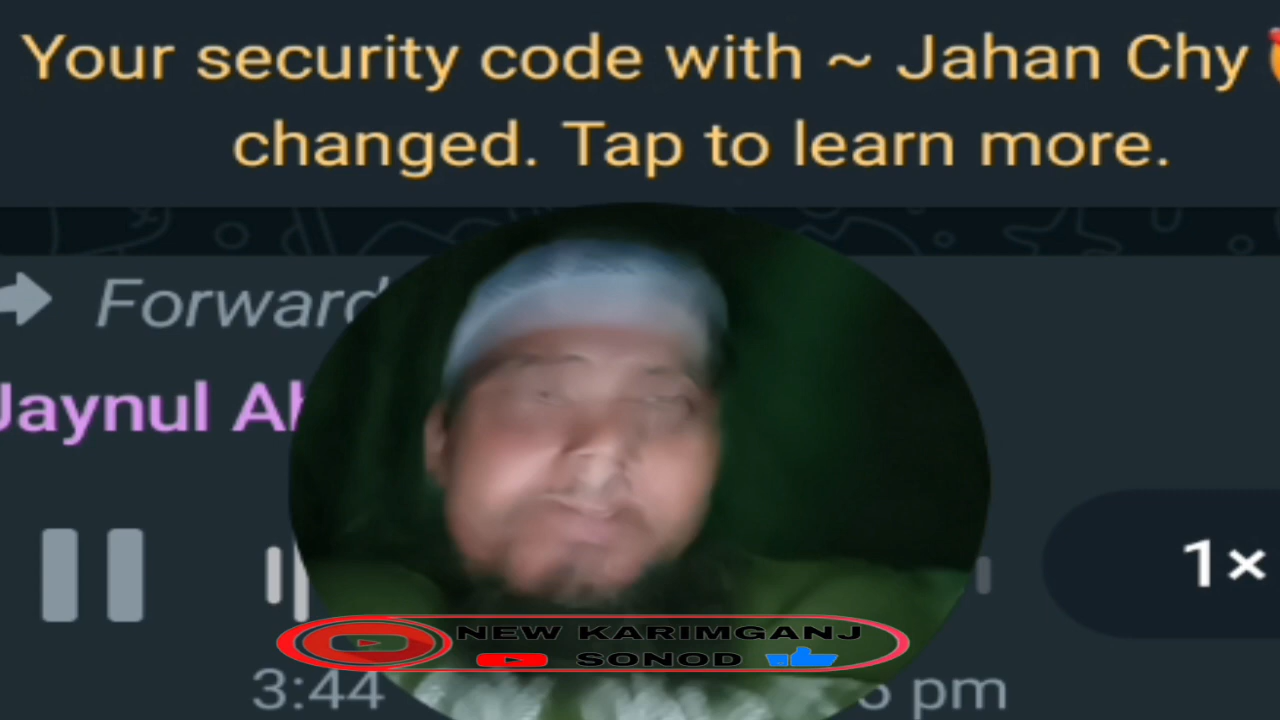 Your security code with ~ Jahan Chy
changed. Tap to learn more.
Forward
Jaynul Ah
1×
NEW KARIMGANJ
SONOD
3:44
pm